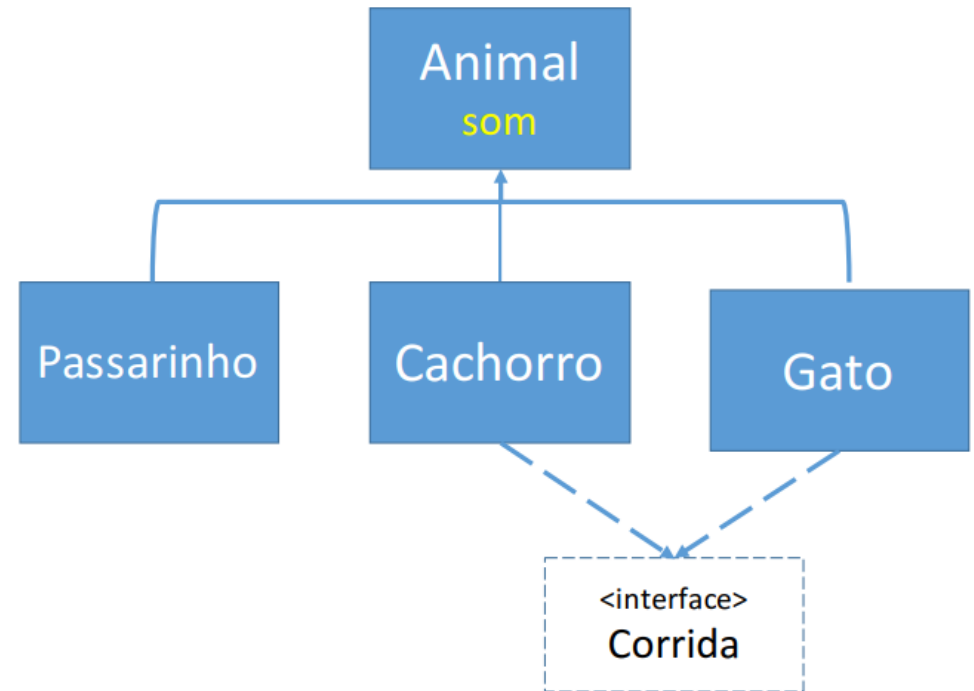 Animal
som
Passarinho
Cachorro
Gato
<interface>
Corrida